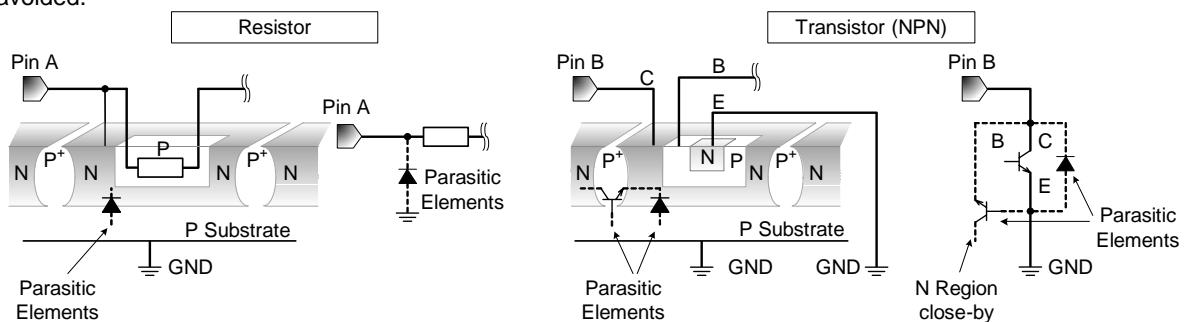 avoided.
Resistor
Transistor (NPN)
Pin A
Pin A
Pin B
Pin B
C
B
E
B
C
E
N
P+
N
P
N
P+
N
N
P+
N
N
P
P+
N
Parasitic
Elements
P Substrate
GND
Parasitic
Elements
P Substrate
GND
GND
Parasitic
Elements
Parasitic
Elements
GND
N Region
close-by